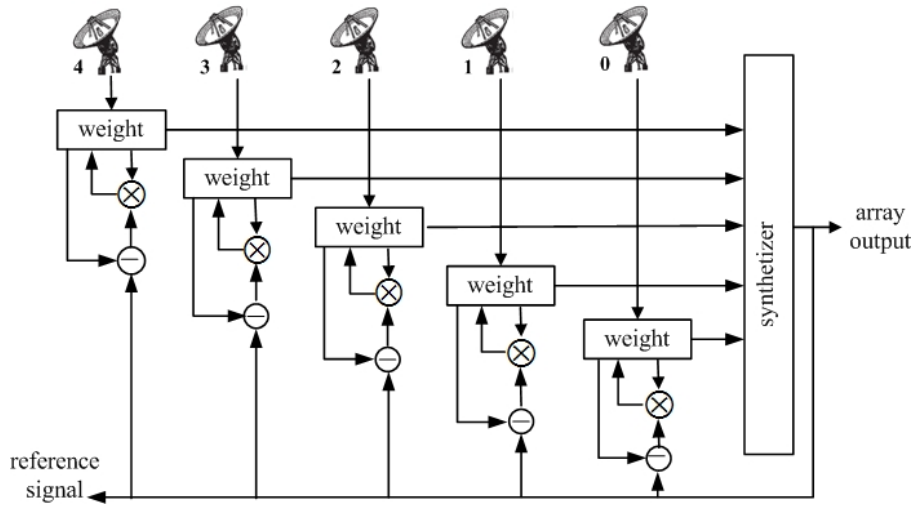 4
3
2
1
0
weight
weight
weight
weight
weight
synthetizer
array
output
reference
signal